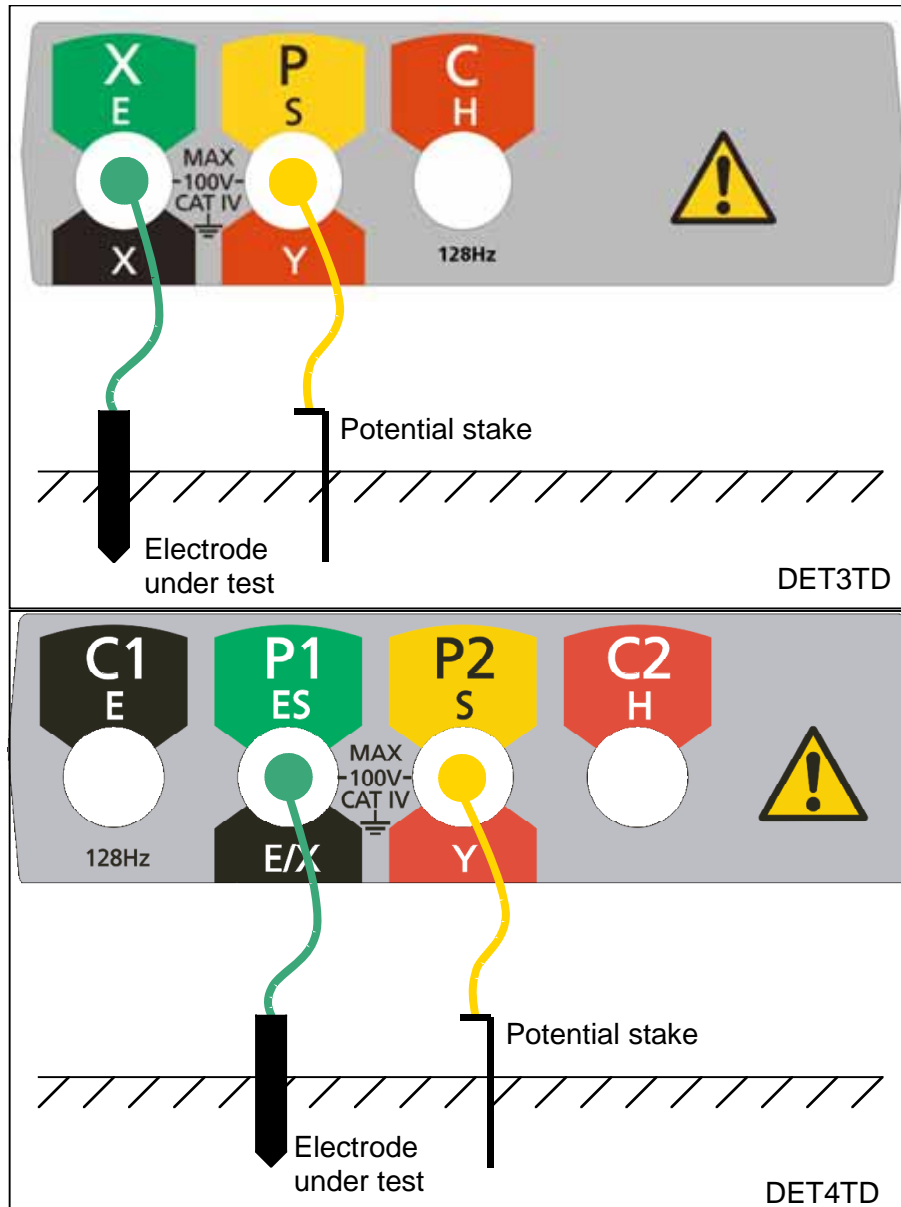 X P C
E S H
MAX
100V
CAT IV
X Y 128Hz
Potential stake
Electrode
under test
DET3TD
C1 P1 P2 C2
E ES S H
MAX
100V
CAT IV
128Hz E/X Y
Potential stake
Electrode
under test
DET4TD